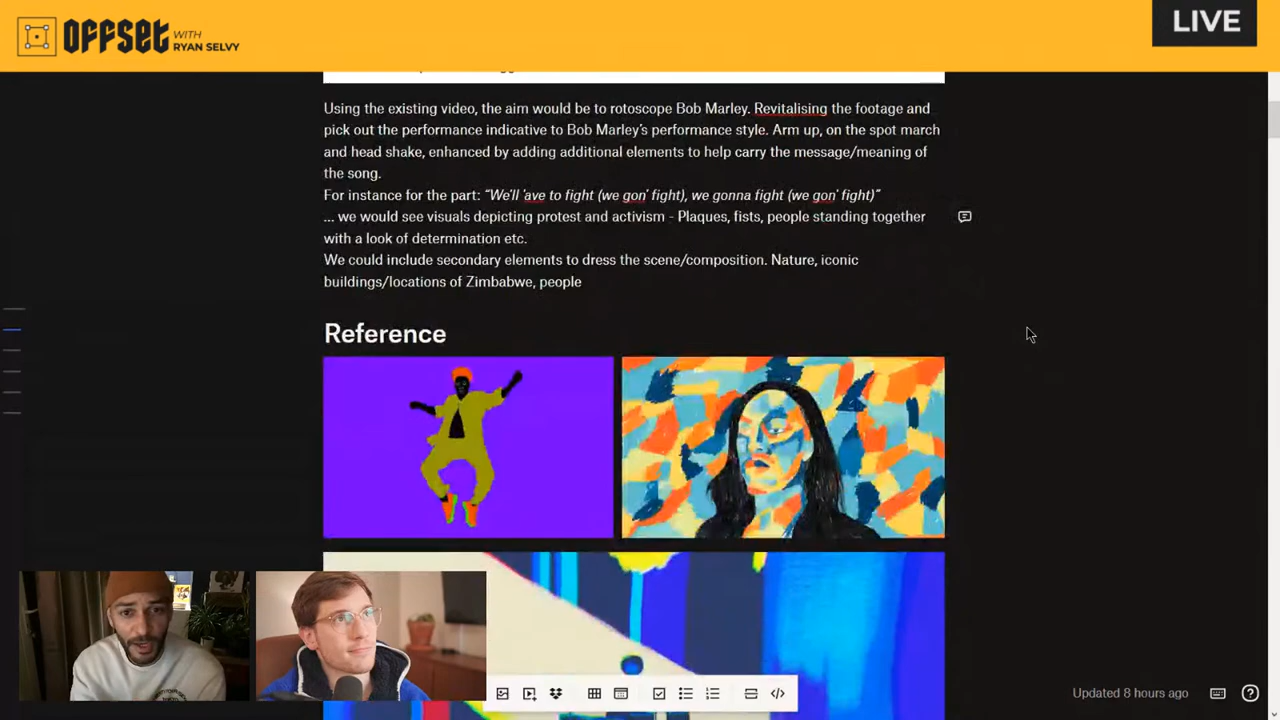 OFFSET
WITH
RYAN SELVY
LIVE
Using the existing video, the aim would be to rotoscope Bob Marley. Revitalising the footage and
pick out the performance indicative to Bob Marley's performance style. Arm up, on the spot march
and head shake, enhanced by adding additional elements to help carry the message/meaning of
the song.
For instance for the part: “We'll 'ave to fight (we gon' fight), we gonna fight (we gon' fight)”
... we would see visuals depicting protest and activism - Plaques, fists, people standing together
with a look of determination etc.
We could include secondary elements to dress the scene/composition. Nature, iconic
buildings/locations of Zimbabwe, people
Reference
Updated 8 hours ago